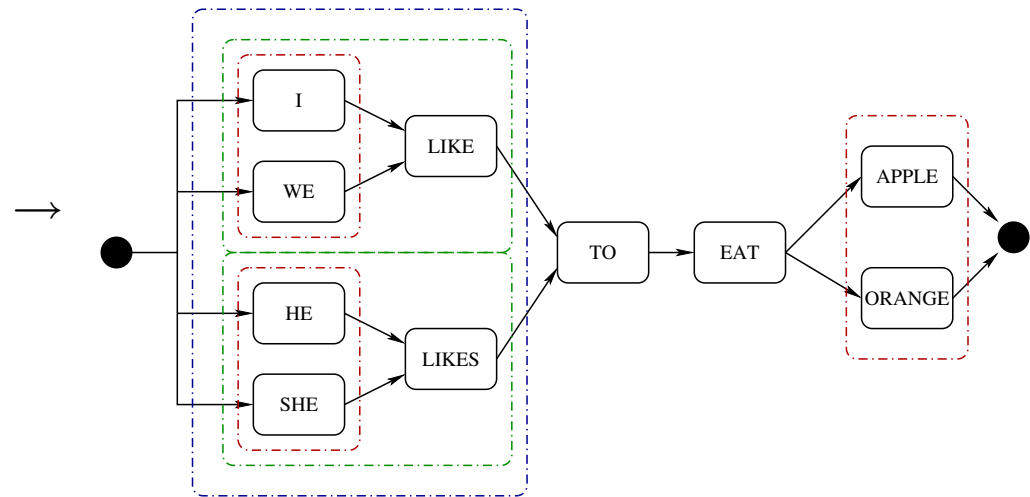 I
WE
LIKE
HE
SHE
LIKES
TO
EAT
APPLE
ORANGE